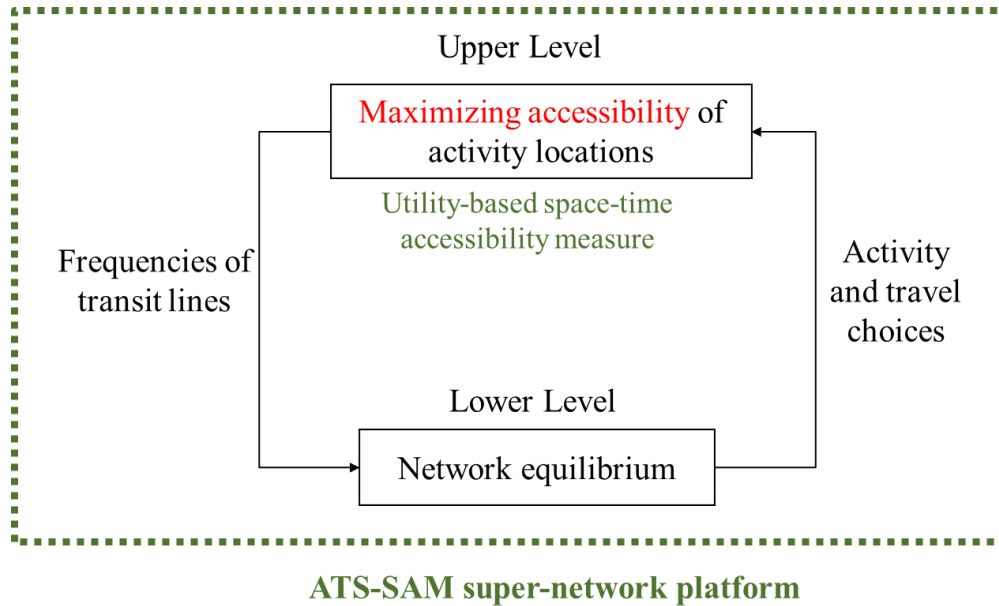 Upper Level
Maximizing accessibility of
activity locations
Utility-based space-time
accessibility measure
Frequencies of
transit lines
Activity
and travel
choices
Lower Level
Network equilibrium
ATS-SAM super-network platform